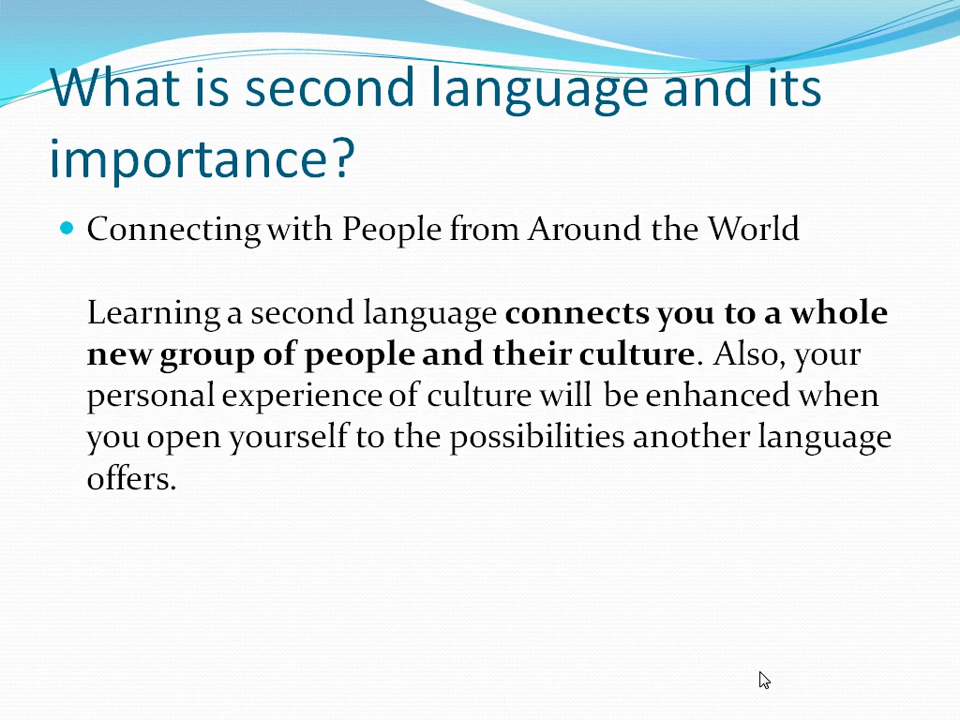 What is second language and its
importance?
Connecting with People from Around the World
Learning a second language connects you to a whole
new group of people and their culture. Also, your
personal experience of culture will be enhanced when
you open yourself to the possibilities another language
offers.